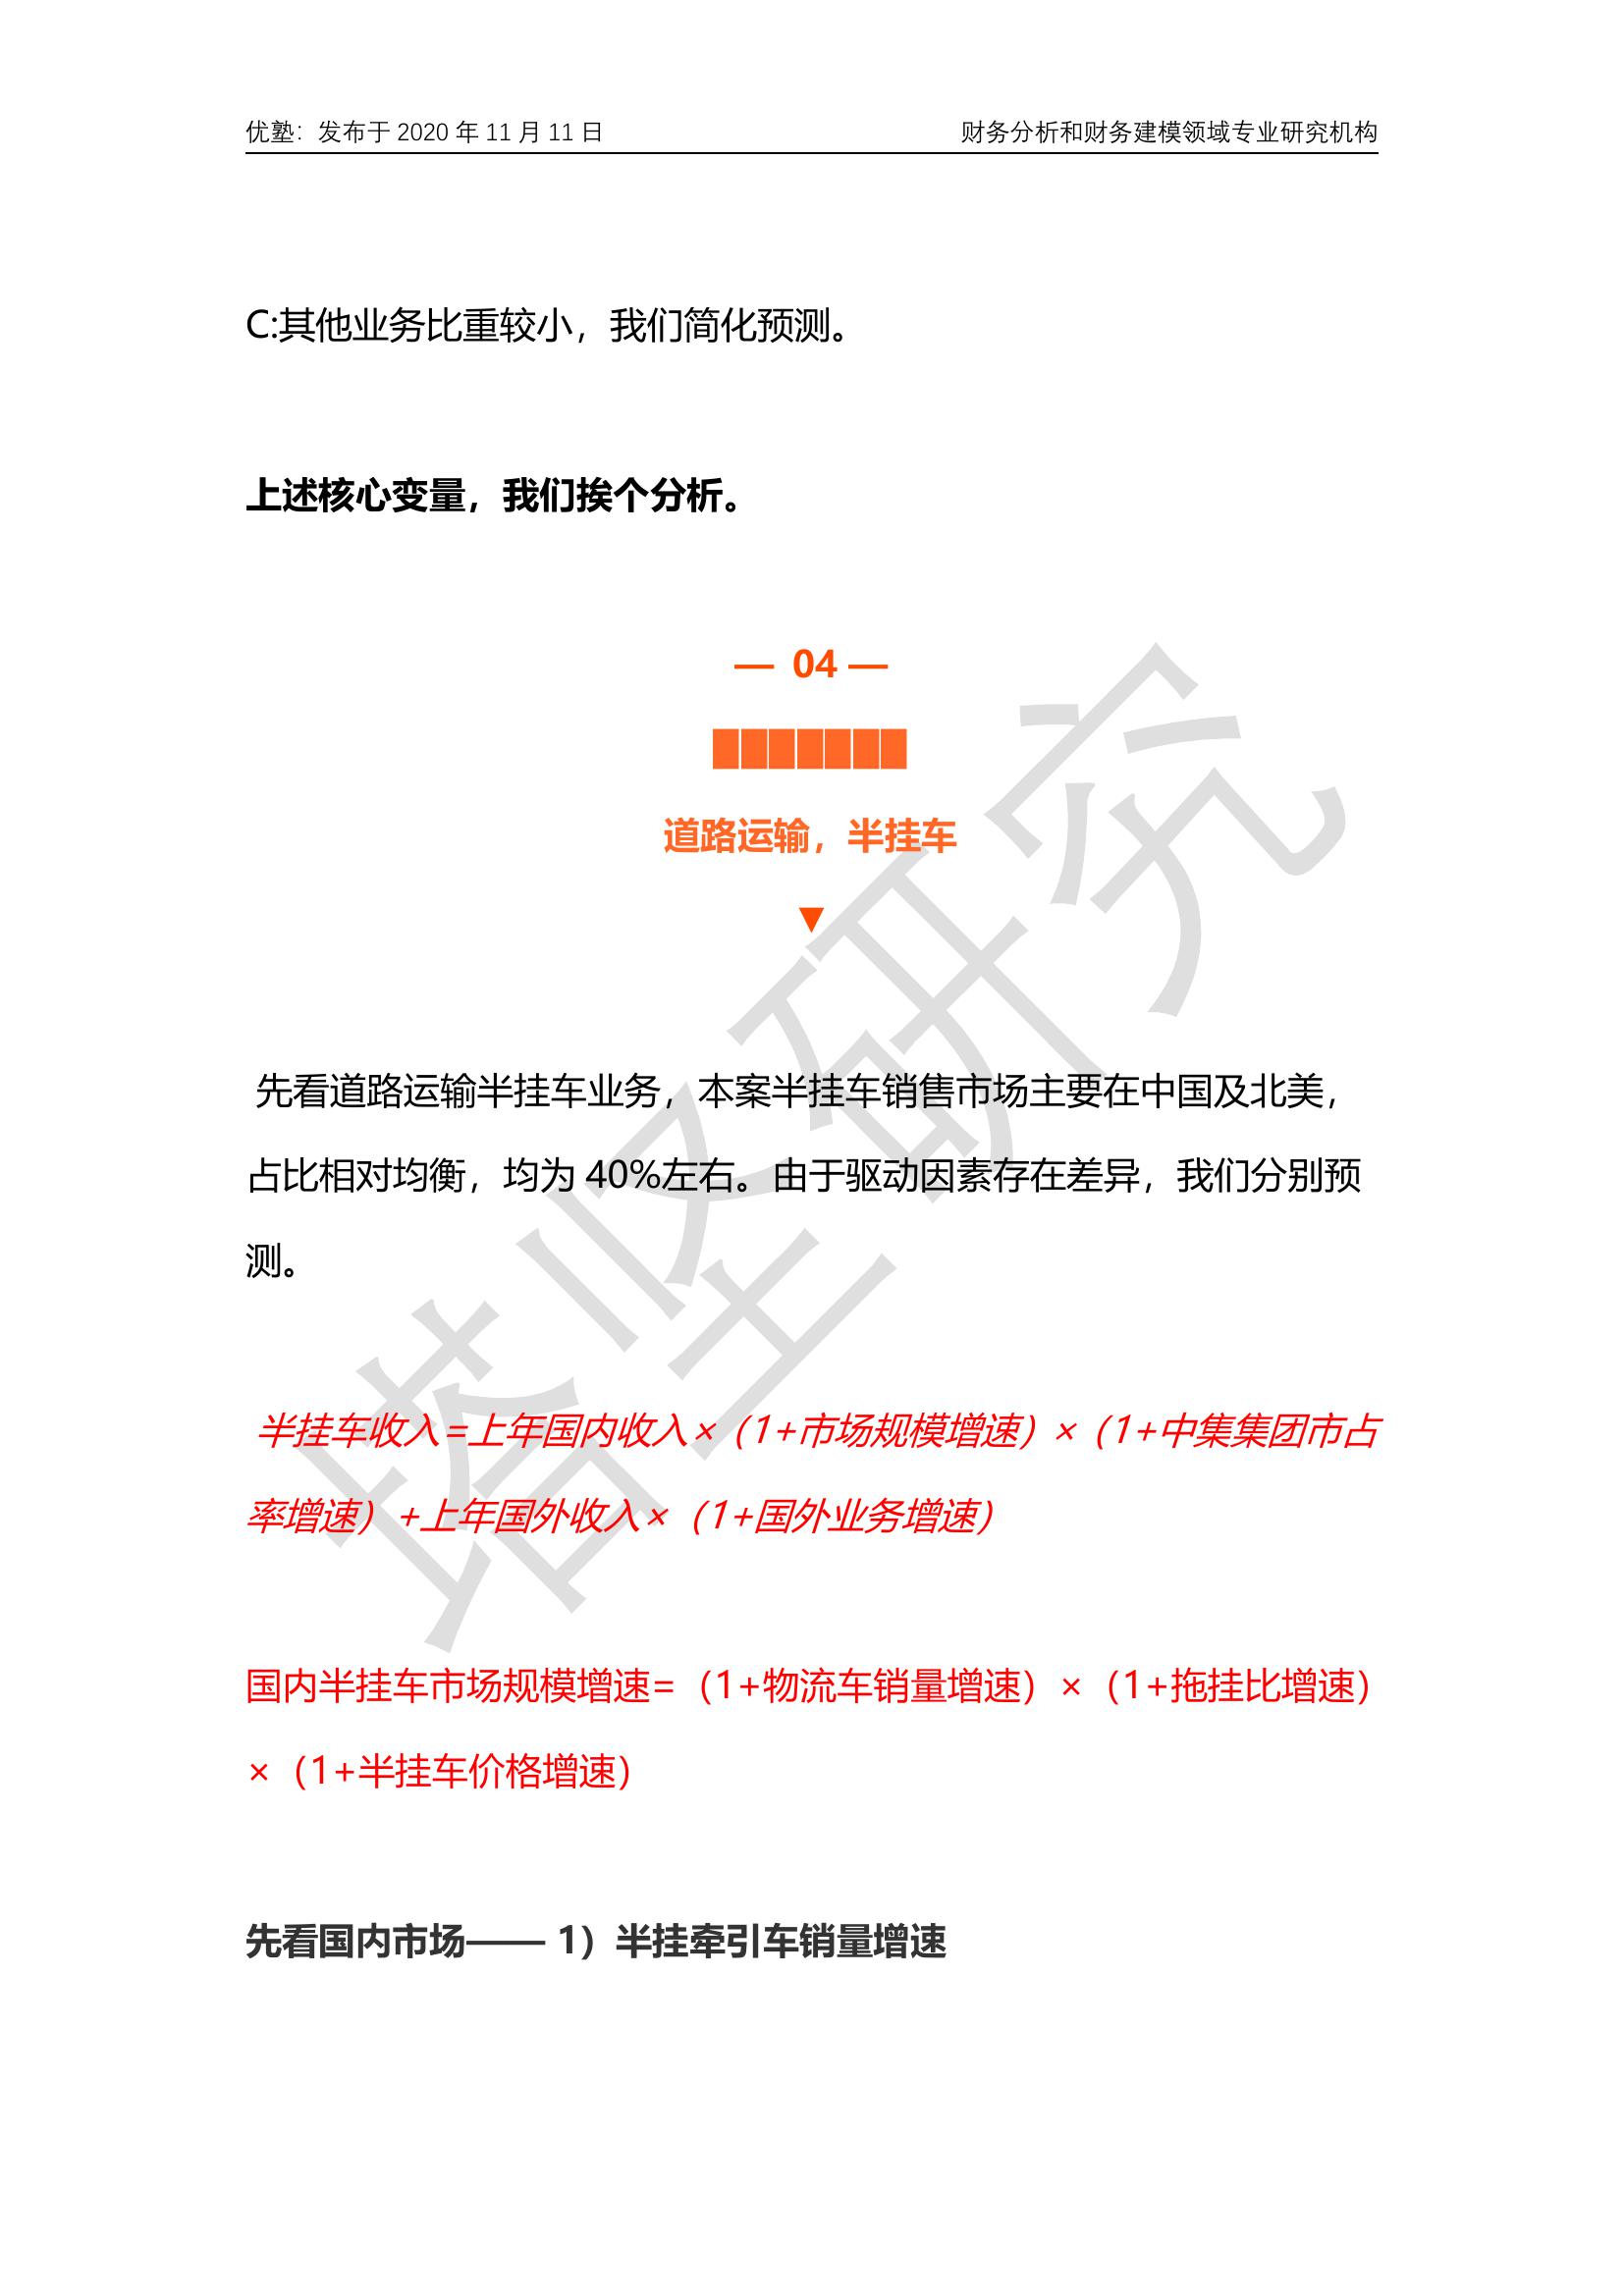 优塾：发布于 2020 年 11 月 11 日 财务分析和财务建模领域专业研究机构
C:其他业务比重较小，我们简化预测。
上述核心变量，我们挨个分析。
— 04 —
███████
道路运输，半挂车
▼
先看道路运输半挂车业务，本案半挂车销售市场主要在中国及北美，
占比相对均衡，均为 40%左右。由于驱动因素存在差异，我们分别预
测。
半挂车收入=上年国内收入×（1+市场规模增速）×（1+中集集团市占
率增速）+上年国外收入×（1+国外业务增速）
国内半挂车市场规模增速=（1+物流车销量增速）×（1+拖挂比增速）
×（1+半挂车价格增速）
先看国内市场—— 1）半挂牵引车销量增速
塔坚研究